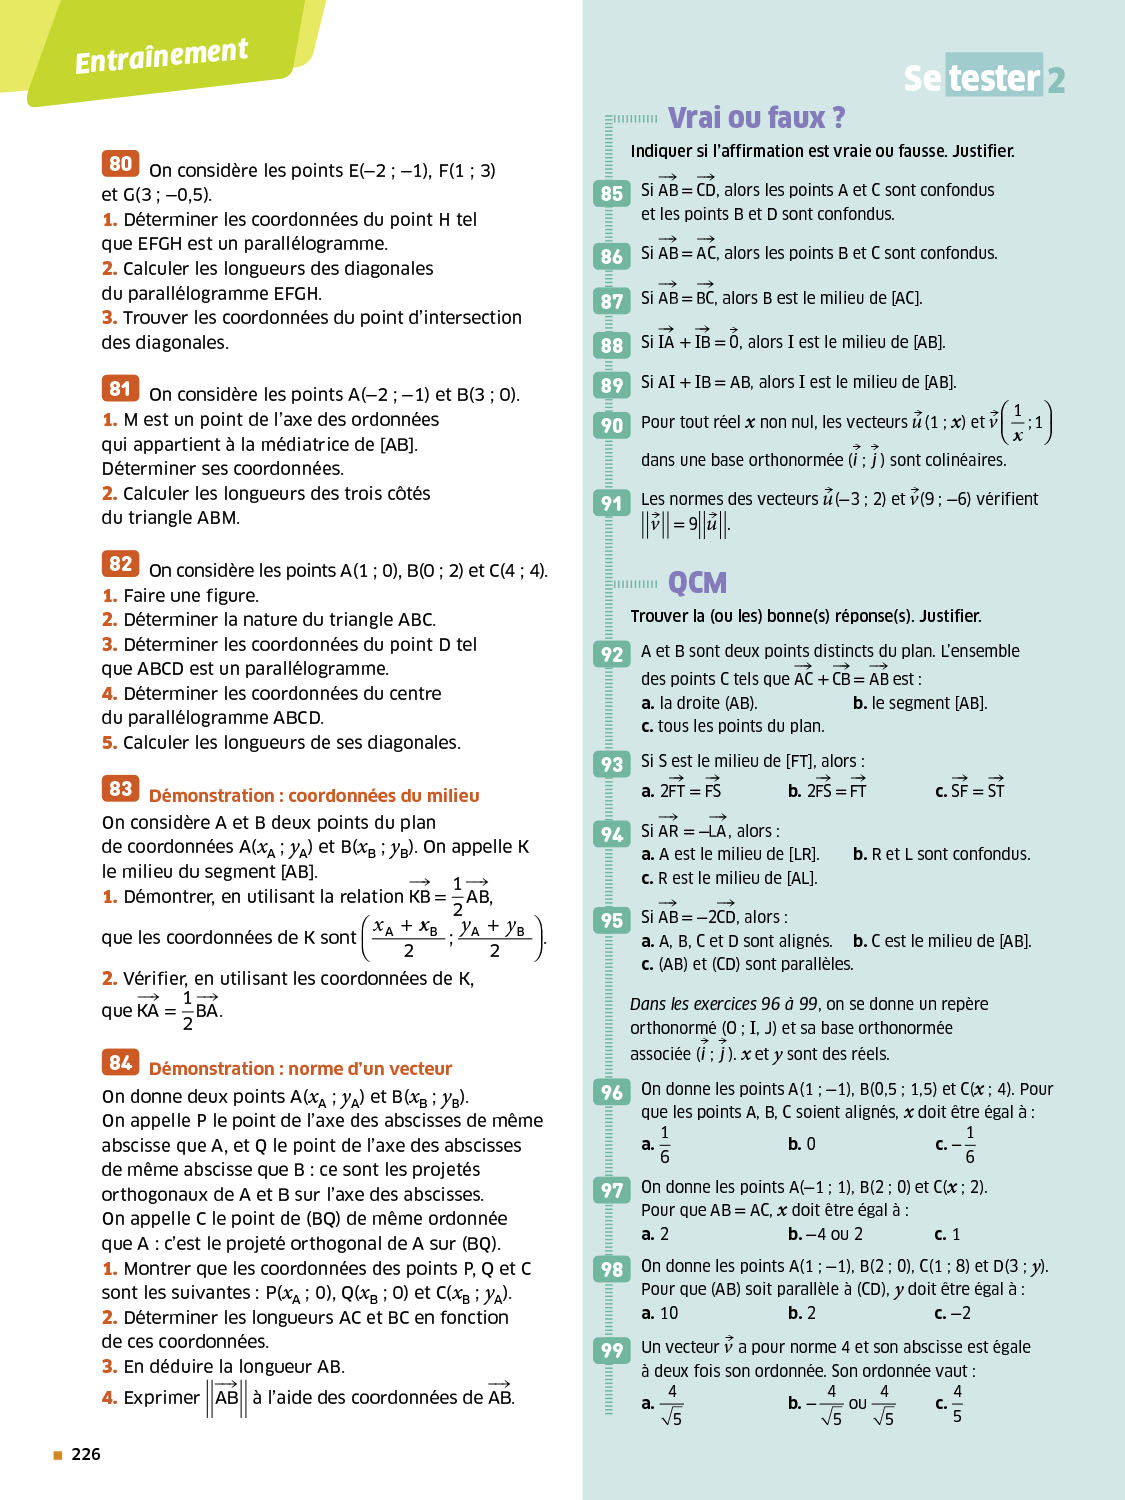 Entraînement
80 On considère les points E(–2 ; –1), F(1 ; 3)
et G(3 ; –0,5).
1. Déterminer les coordonnées du point H tel
que EFGH est un parallélogramme.
2. Calculer les longueurs des diagonales
du parallélogramme EFGH.
3. Trouver les coordonnées du point d’intersection
des diagonales.
81 On considère les points A(–2 ; –1) et B(3 ; 0).
1. M est un point de l’axe des ordonnées
qui appartient à la médiatrice de [AB].
Déterminer ses coordonnées.
2. Calculer les longueurs des trois côtés
du triangle ABM.
82 On considère les points A(1 ; 0), B(0 ; 2) et C(4 ; 4).
1. Faire une figure.
2. Déterminer la nature du triangle ABC.
3. Déterminer les coordonnées du point D tel
que ABCD est un parallélogramme.
4. Déterminer les coordonnées du centre
du parallélogramme ABCD.
5. Calculer les longueurs de ses diagonales.
83 Démonstration : coordonnées du milieu
On considère A et B deux points du plan
de coordonnées A(x_A ; y_A) et B(x_B ; y_B). On appelle K
le milieu du segment [AB].
1. Démontrer, en utilisant la relation \overrightarrow{KB} = \frac{1}{2}\overrightarrow{AB},
que les coordonnées de K sont \left(\frac{x_A + x_B}{2} ; \frac{y_A + y_B}{2}\right).
2. Vérifier, en utilisant les coordonnées de K,
que \overrightarrow{KA} = \frac{1}{2}\overrightarrow{BA}.
84 Démonstration : norme d’un vecteur
On donne deux points A(x_A ; y_A) et B(x_B ; y_B).
On appelle P le point de l’axe des abscisses de même
abscisse que A, et Q le point de l’axe des abscisses
de même abscisse que B : ce sont les projetés
orthogonaux de A et B sur l’axe des abscisses.
On appelle C le point de (BQ) de même ordonnée
que A : c’est le projeté orthogonal de A sur (BQ).
1. Montrer que les coordonnées des points P, Q et C
sont les suivantes : P(x_A ; 0), Q(x_B ; 0) et C(x_B ; y_A).
2. Déterminer les longueurs AC et BC en fonction
de ces coordonnées.
3. En déduire la longueur AB.
4. Exprimer ||\overrightarrow{AB}|| à l’aide des coordonnées de \overrightarrow{AB}.
226
Se tester 2
Vrai ou faux ?
Indiquer si l’affirmation est vraie ou fausse. Justifier.
85 Si \overrightarrow{AB} = \overrightarrow{CD}, alors les points A et C sont confondus
et les points B et D sont confondus.
86 Si \overrightarrow{AB} = \overrightarrow{AC}, alors les points B et C sont confondus.
87 Si \overrightarrow{AB} = \overrightarrow{BC}, alors B est le milieu de [AC].
88 Si \overrightarrow{IA} + \overrightarrow{IB} = \vec{0}, alors I est le milieu de [AB].
89 Si AI + IB = AB, alors I est le milieu de [AB].
90 Pour tout réel x non nul, les vecteurs \vec{u}(1 ; x) et \vec{v}\left(\frac{1}{x} ; 1\right)
dans une base orthonormée (\vec{i} ; \vec{j}) sont colinéaires.
91 Les normes des vecteurs \vec{u}(–3 ; 2) et \vec{v}(9 ; –6) vérifient
||\vec{v}|| = 9||\vec{u}||.
QCM
Trouver la (ou les) bonne(s) réponse(s). Justifier.
92 A et B sont deux points distincts du plan. L’ensemble
des points C tels que \overrightarrow{AC} + \overrightarrow{CB} = \overrightarrow{AB} est :
a. la droite (AB). b. le segment [AB].
c. tous les points du plan.
93 Si S est le milieu de [FT], alors :
a. 2\overrightarrow{FT} = \overrightarrow{FS} b. 2\overrightarrow{FS} = \overrightarrow{FT} c. \overrightarrow{SF} = \overrightarrow{ST}
94 Si \overrightarrow{AR} = –\overrightarrow{LA}, alors :
a. A est le milieu de [LR]. b. R et L sont confondus.
c. R est le milieu de [AL].
95 Si \overrightarrow{AB} = –2\overrightarrow{CD}, alors :
a. A, B, C et D sont alignés. b. C est le milieu de [AB].
c. (AB) et (CD) sont parallèles.
Dans les exercices 96 à 99, on se donne un repère
orthonormé (O ; I, J) et sa base orthonormée
associée (\vec{i} ; \vec{j}). x et y sont des réels.
96 On donne les points A(1 ; –1), B(0,5 ; 1,5) et C(x ; 4). Pour
que les points A, B, C soient alignés, x doit être égal à :
a. \frac{1}{6} b. 0 c. –\frac{1}{6}
97 On donne les points A(–1 ; 1), B(2 ; 0) et C(x ; 2).
Pour que AB = AC, x doit être égal à :
a. 2 b. –4 ou 2 c. 1
98 On donne les points A(1 ; –1), B(2 ; 0), C(1 ; 8) et D(3 ; y).
Pour que (AB) soit parallèle à (CD), y doit être égal à :
a. 10 b. 2 c. –2
99 Un vecteur \vec{v} a pour norme 4 et son abscisse est égale
à deux fois son ordonnée. Son ordonnée vaut :
a. \frac{4}{\sqrt{5}} b. –\frac{4}{\sqrt{5}} ou \frac{4}{\sqrt{5}} c. \frac{4}{5}